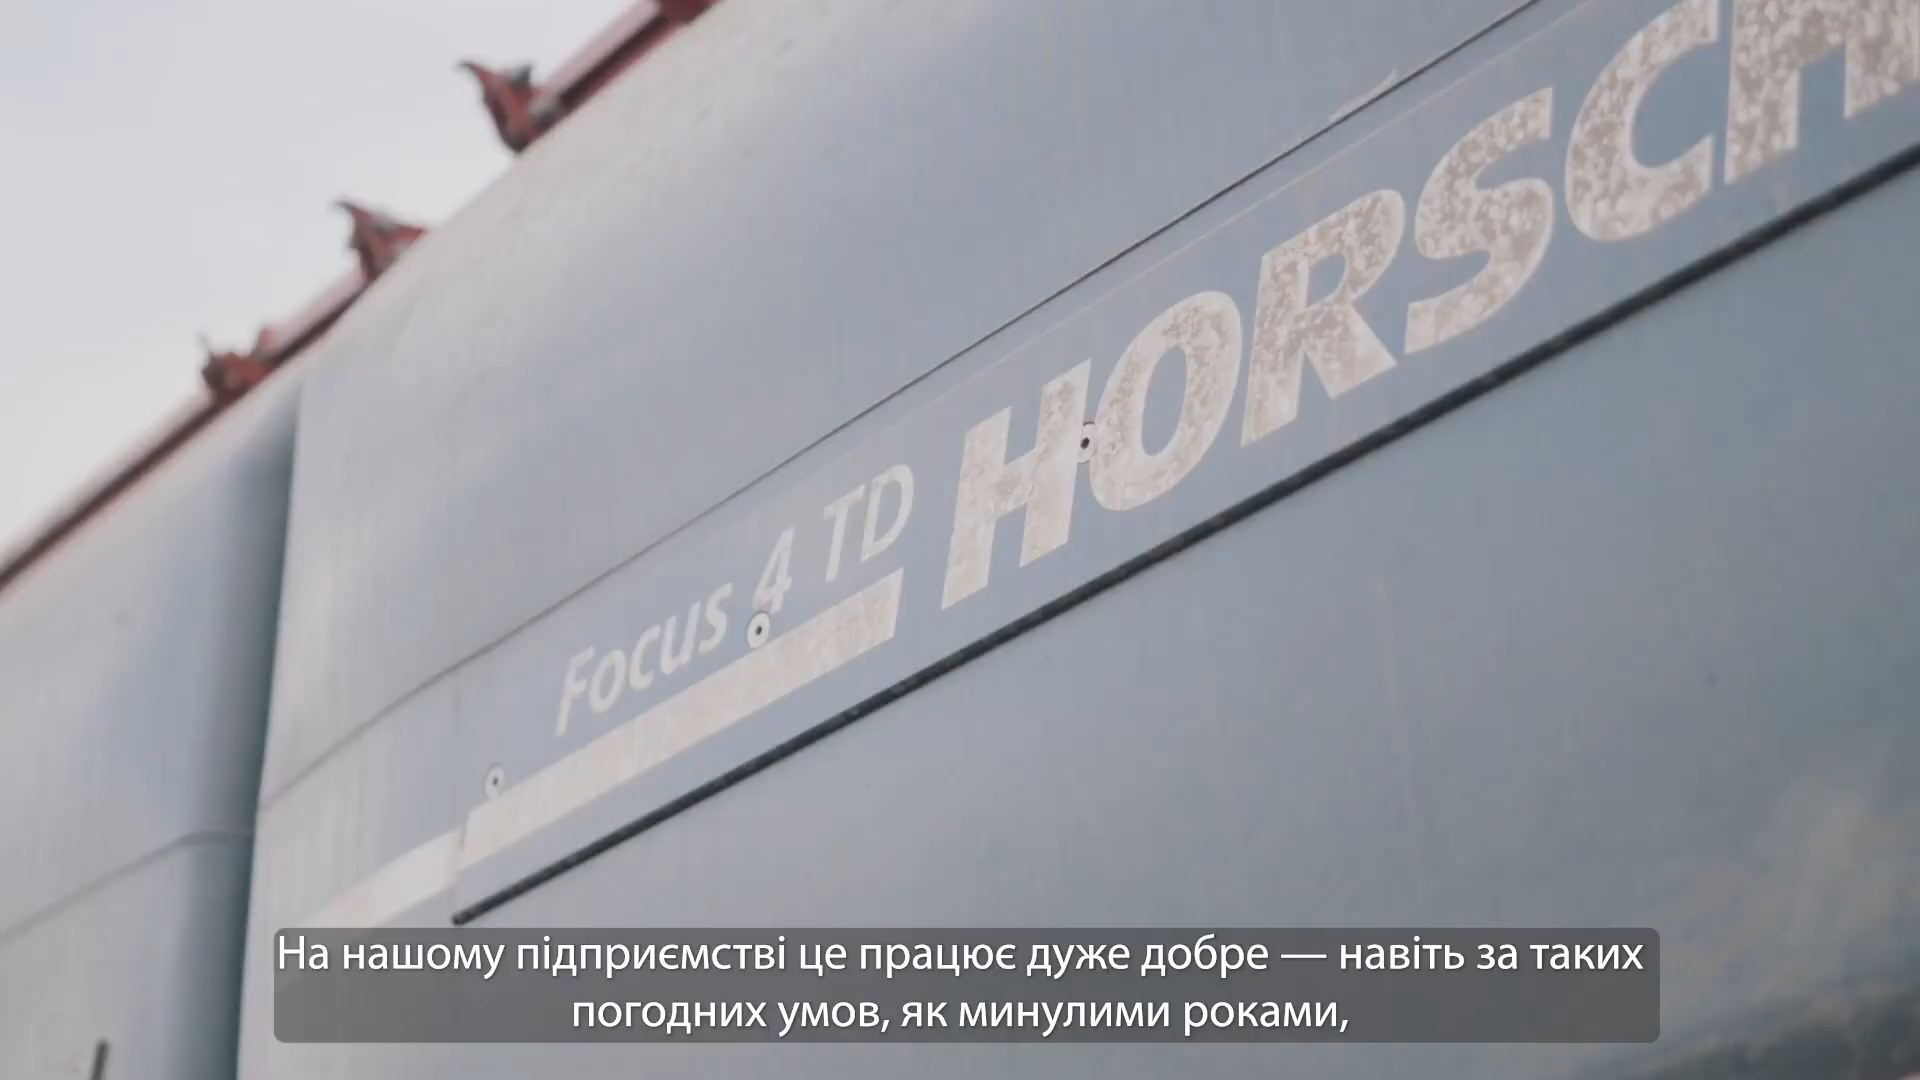 Focus 4 TD
HORSCH
На нашому підприємстві це працює дуже добре — навіть за таких
погодних умов, як минулими роками,